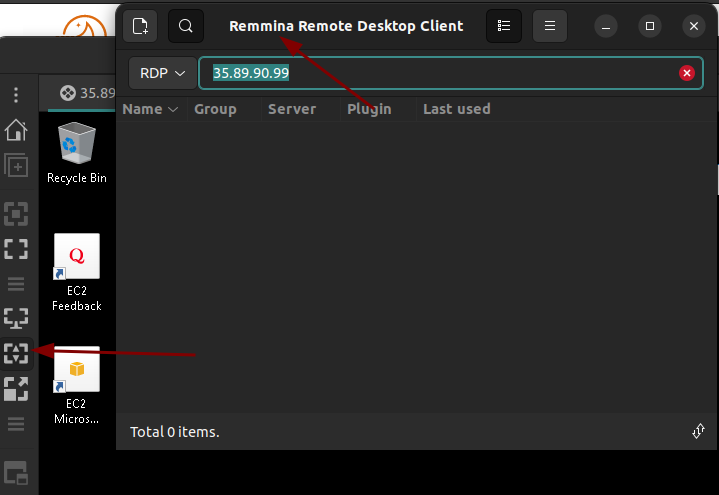 Remmina Remote Desktop Client
RDP
35.89.90.99
35.89
Name Group Server Plugin Last used
Recycle Bin
Q
EC2
Feedback
EC2
Micros...
Total 0 items.